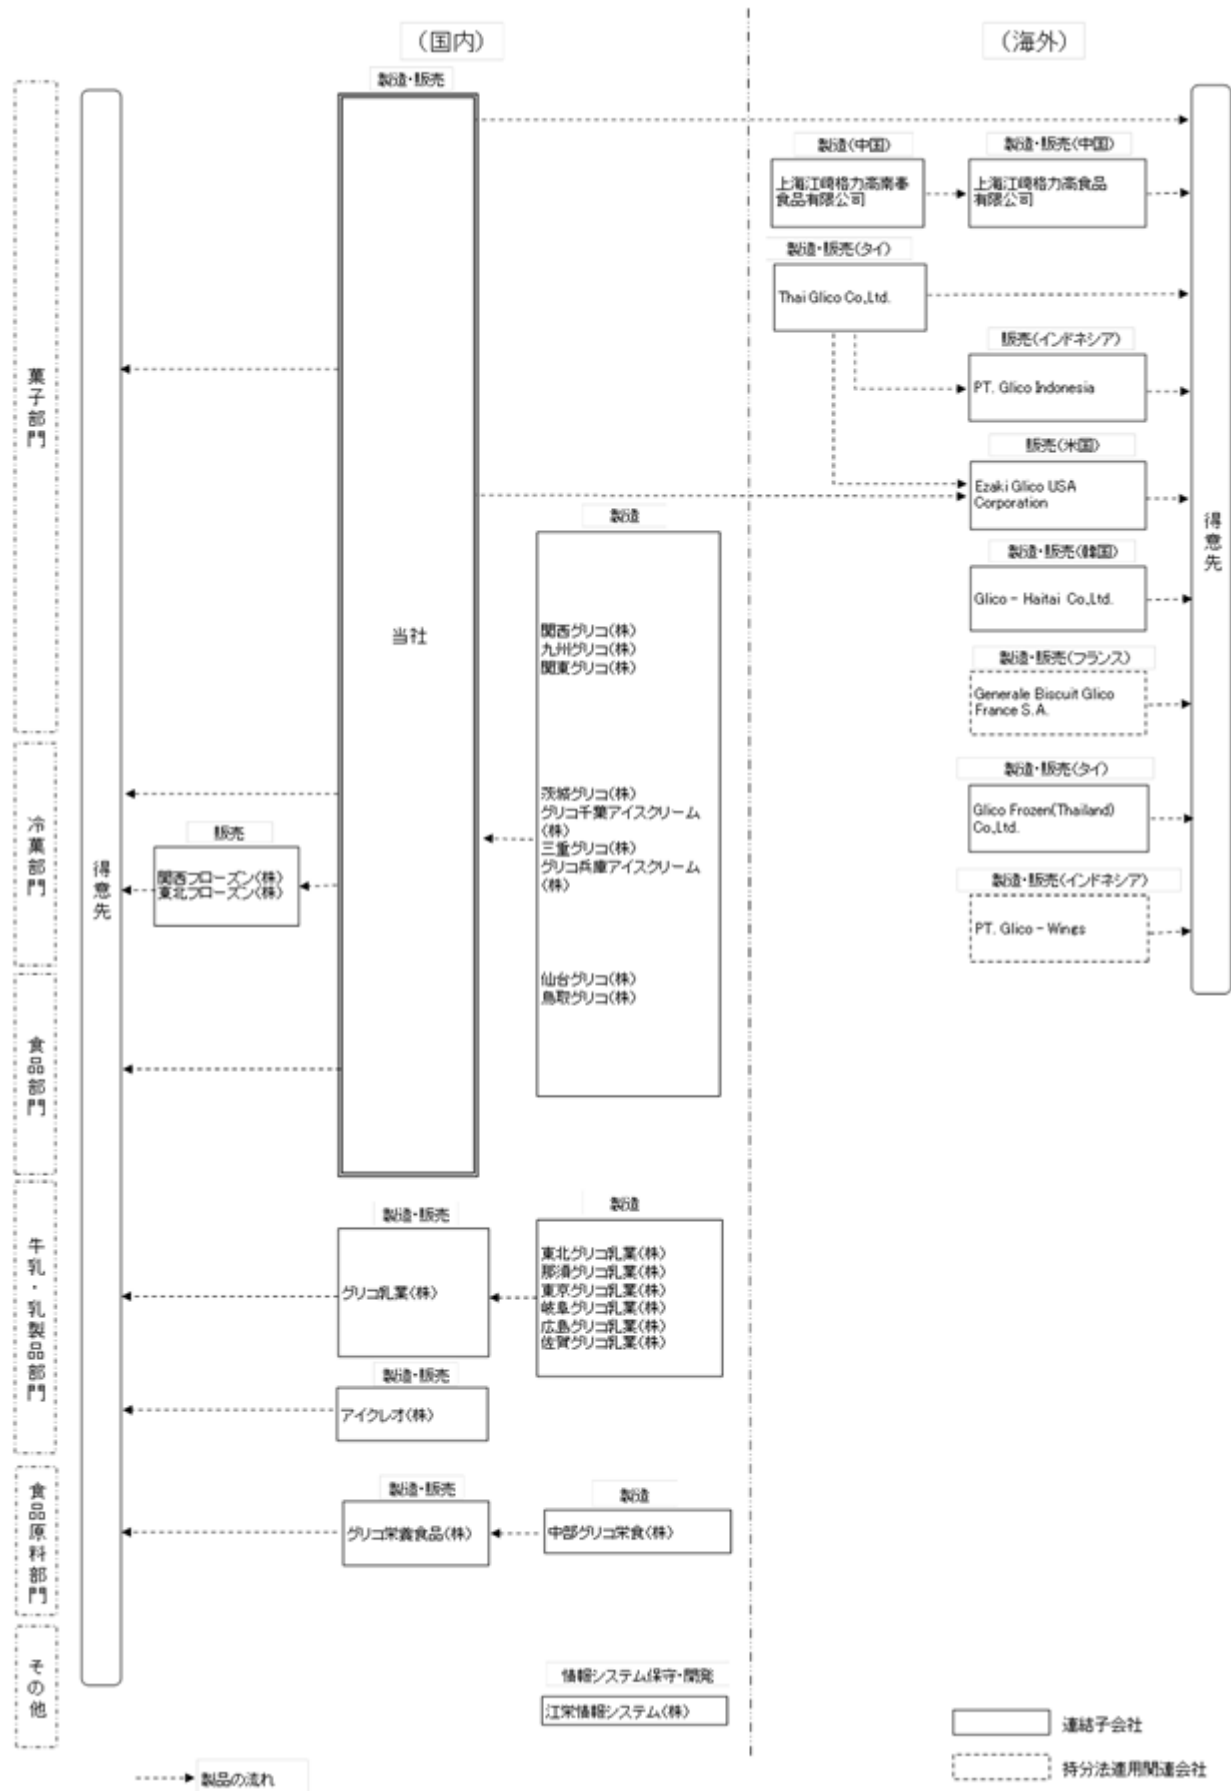 (国内)
(海外)
製造・販売
当社
菓子部門
冷菓部門
食品部門
牛乳・乳製品部門
食品原料部門
その他
得意先
製造
関西グリコ(株)
九州グリコ(株)
関東グリコ(株)
茨城グリコ(株)
グリコ千葉アイスクリーム
(株)
三重グリコ(株)
グリコ兵庫アイスクリーム
(株)
仙台グリコ(株)
鳥取グリコ(株)
販売
関西フローズン(株)
東北フローズン(株)
製造・販売
グリコ乳業(株)
製造
東北グリコ乳業(株)
那須グリコ乳業(株)
東京グリコ乳業(株)
岐阜グリコ乳業(株)
広島グリコ乳業(株)
佐賀グリコ乳業(株)
製造・販売
アイクレオ(株)
製造・販売
グリコ栄養食品(株)
製造
中部グリコ栄食(株)
情報システム保守・開発
江栄情報システム(株)
製造(中国)
上海江崎格力高南奉
食品有限公司
製造・販売(中国)
上海江崎格力高食品
有限公司
製造・販売(タイ)
Thai Glico Co.,Ltd.
販売(インドネシア)
PT. Glico Indonesia
販売(米国)
Ezaki Glico USA
Corporation
製造・販売(韓国)
Glico - Haitai Co.,Ltd.
製造・販売(フランス)
Generale Biscuit Glico
France S.A.
製造・販売(タイ)
Glico Frozen(Thailand)
Co.,Ltd.
製造・販売(インドネシア)
PT. Glico - Wings
得意先
製品の流れ
連結子会社
持分法適用関連会社